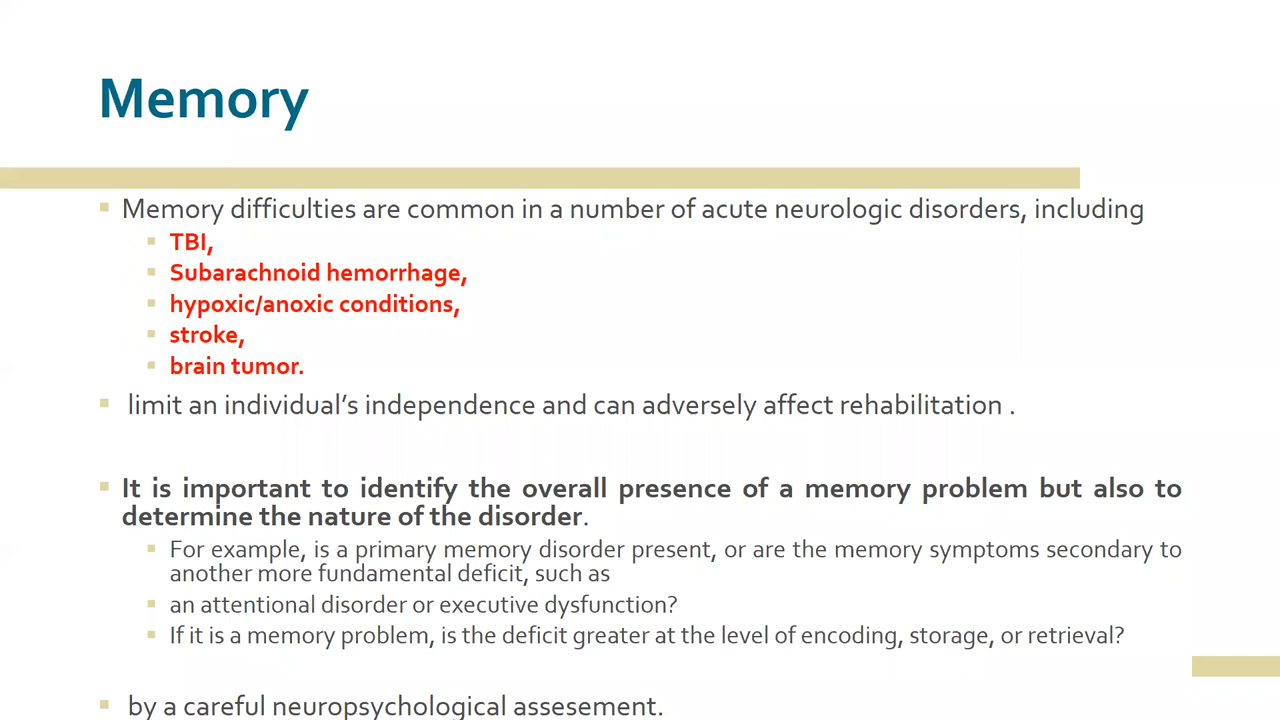 Memory
Memory difficulties are common in a number of acute neurologic disorders, including
TBI,
Subarachnoid hemorrhage,
hypoxic/anoxic conditions,
stroke,
brain tumor.
limit an individual's independence and can adversely affect rehabilitation .
It is important to identify the overall presence of a memory problem but also to
determine the nature of the disorder.
For example, is a primary memory disorder present, or are the memory symptoms secondary to
another more fundamental deficit, such as
an attentional disorder or executive dysfunction?
If it is a memory problem, is the deficit greater at the level of encoding, storage, or retrieval?
by a careful neuropsychological assesement.